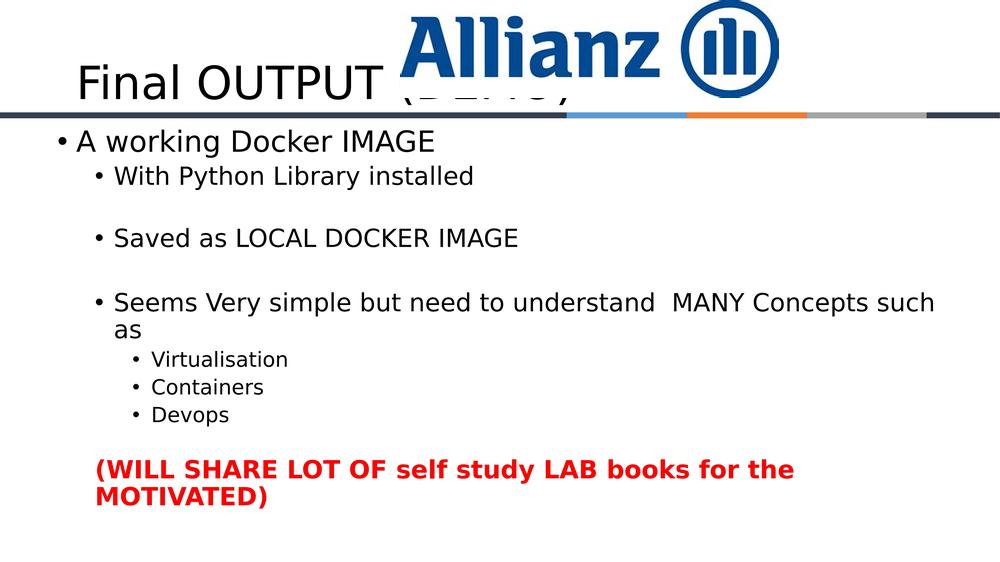 Allianz
Final OUTPUT
• A working Docker IMAGE
• With Python Library installed
• Saved as LOCAL DOCKER IMAGE
• Seems Very simple but need to understand  MANY Concepts such
as
• Virtualisation
• Containers
• Devops
(WILL SHARE LOT OF self study LAB books for the
MOTIVATED)